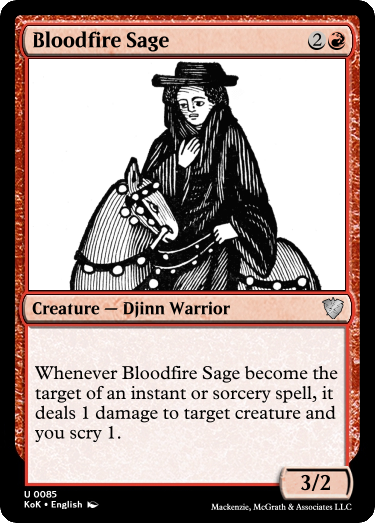 Bloodfire Sage 2
Creature — Djinn Warrior
Whenever Bloodfire Sage become the
target of an instant or sorcery spell, it
deals 1 damage to target creature and
you scry 1.
3/2
U 0085
KoK • English
Mackenzie, McGrath & Associates LLC